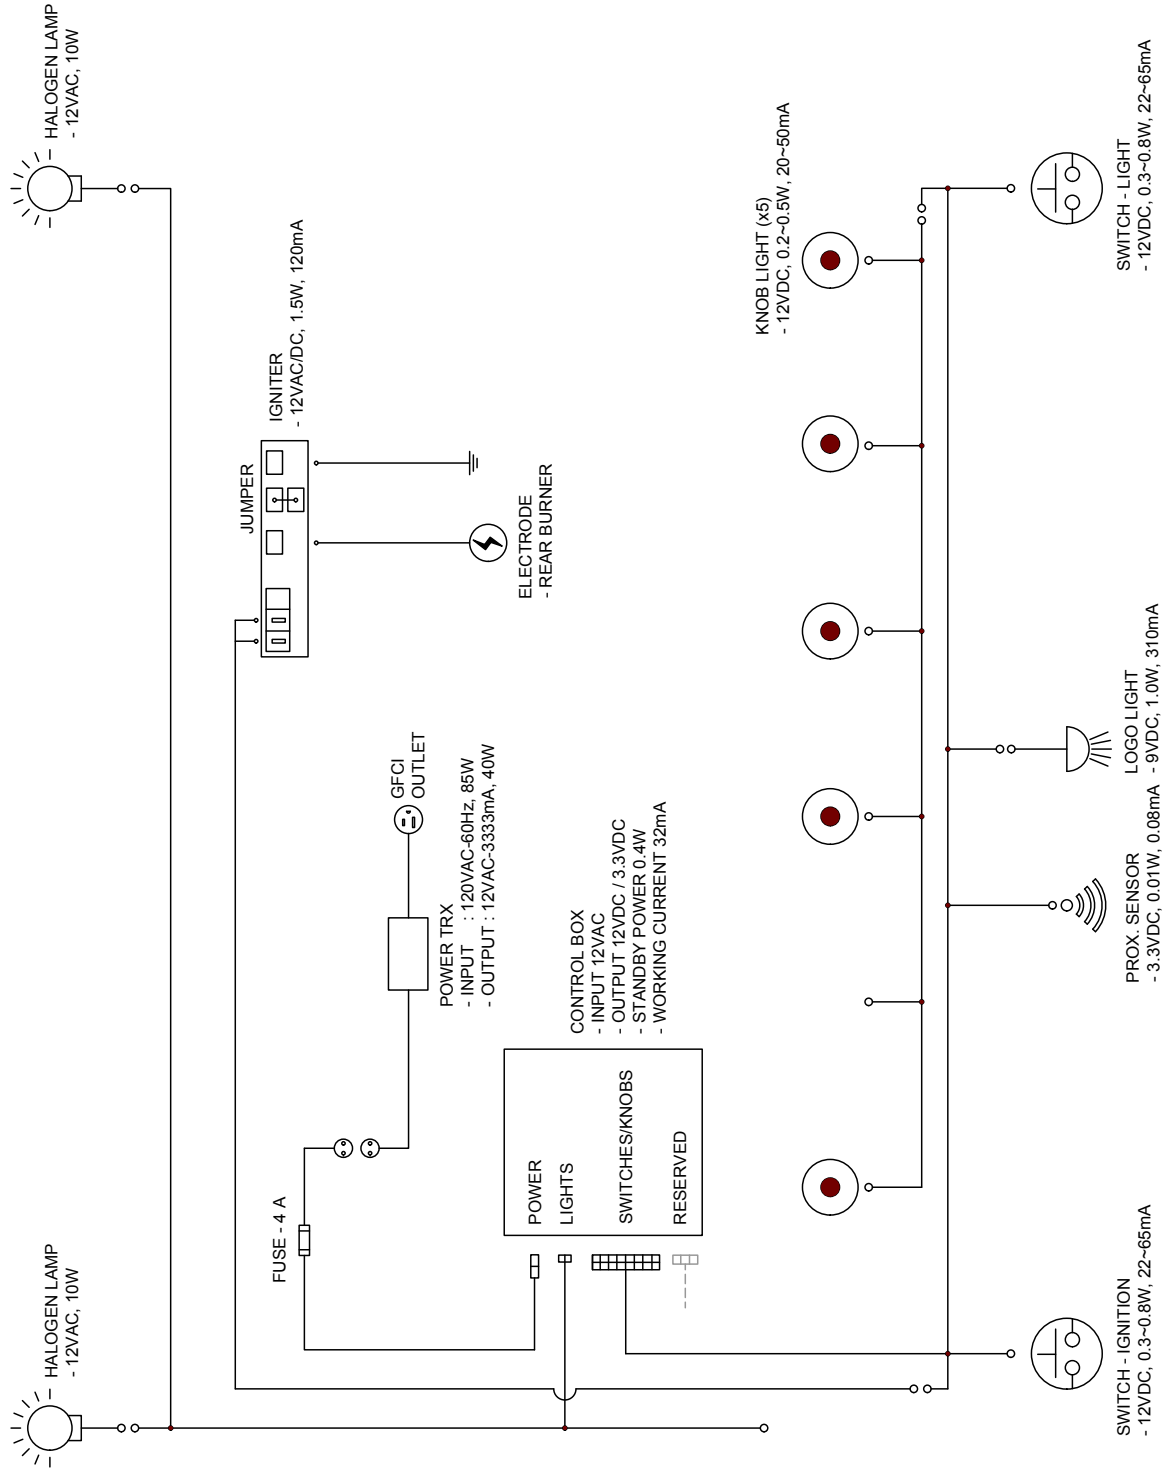 HALOGEN LAMP
- 12VAC, 10W
HALOGEN LAMP
- 12VAC, 10W
FUSE - 4 A
JUMPER
IGNITER
- 12VAC/DC, 1.5W, 120mA
GFCI
OUTLET
POWER TRX
- INPUT : 120VAC-60Hz, 85W
- OUTPUT : 12VAC-3333mA, 40W
ELECTRODE
- REAR BURNER
CONTROL BOX
- INPUT 12VAC
- OUTPUT 12VDC / 3.3VDC
- STANDBY POWER 0.4W
- WORKING CURRENT 32mA
POWER
LIGHTS
SWITCHES/KNOBS
RESERVED
KNOB LIGHT (x5)
- 12VDC, 0.2~0.5W, 20~50mA
SWITCH - IGNITION
- 12VDC, 0.3~0.8W, 22~65mA
PROX. SENSOR
- 3.3VDC, 0.01W, 0.08mA
LOGO LIGHT
- 9VDC, 1.0W, 310mA
SWITCH - LIGHT
- 12VDC, 0.3~0.8W, 22~65mA